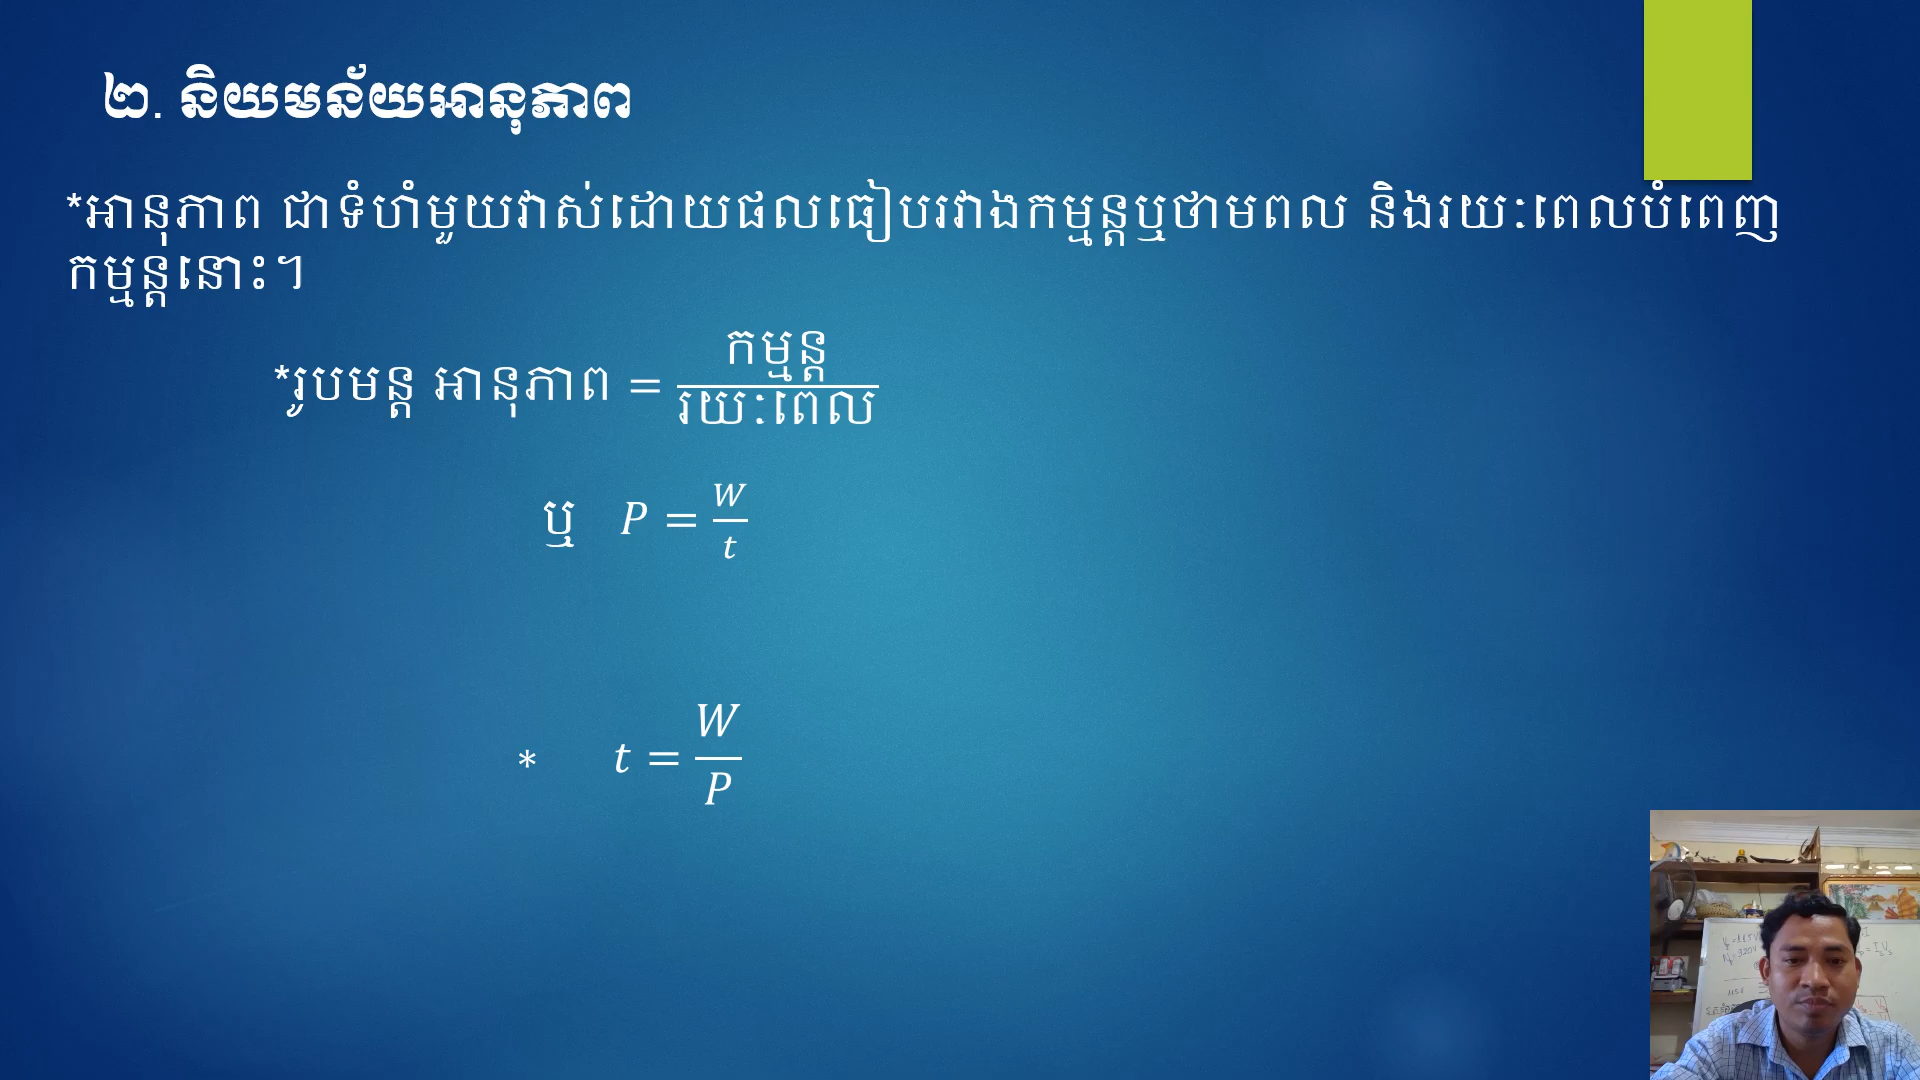 ២. និយមន័យអានុភាព
*អានុភាព ជាទំហំមួយវាស់ដោយផលធៀបរវាងកម្មន្តឬថាមពល និងរយៈពេលបំពេញ
កម្មន្តនោះ។
*រូបមន្ត អានុភាព = កម្មន្ត / រយៈពេល
ឬ P = W / t
* t = W / P